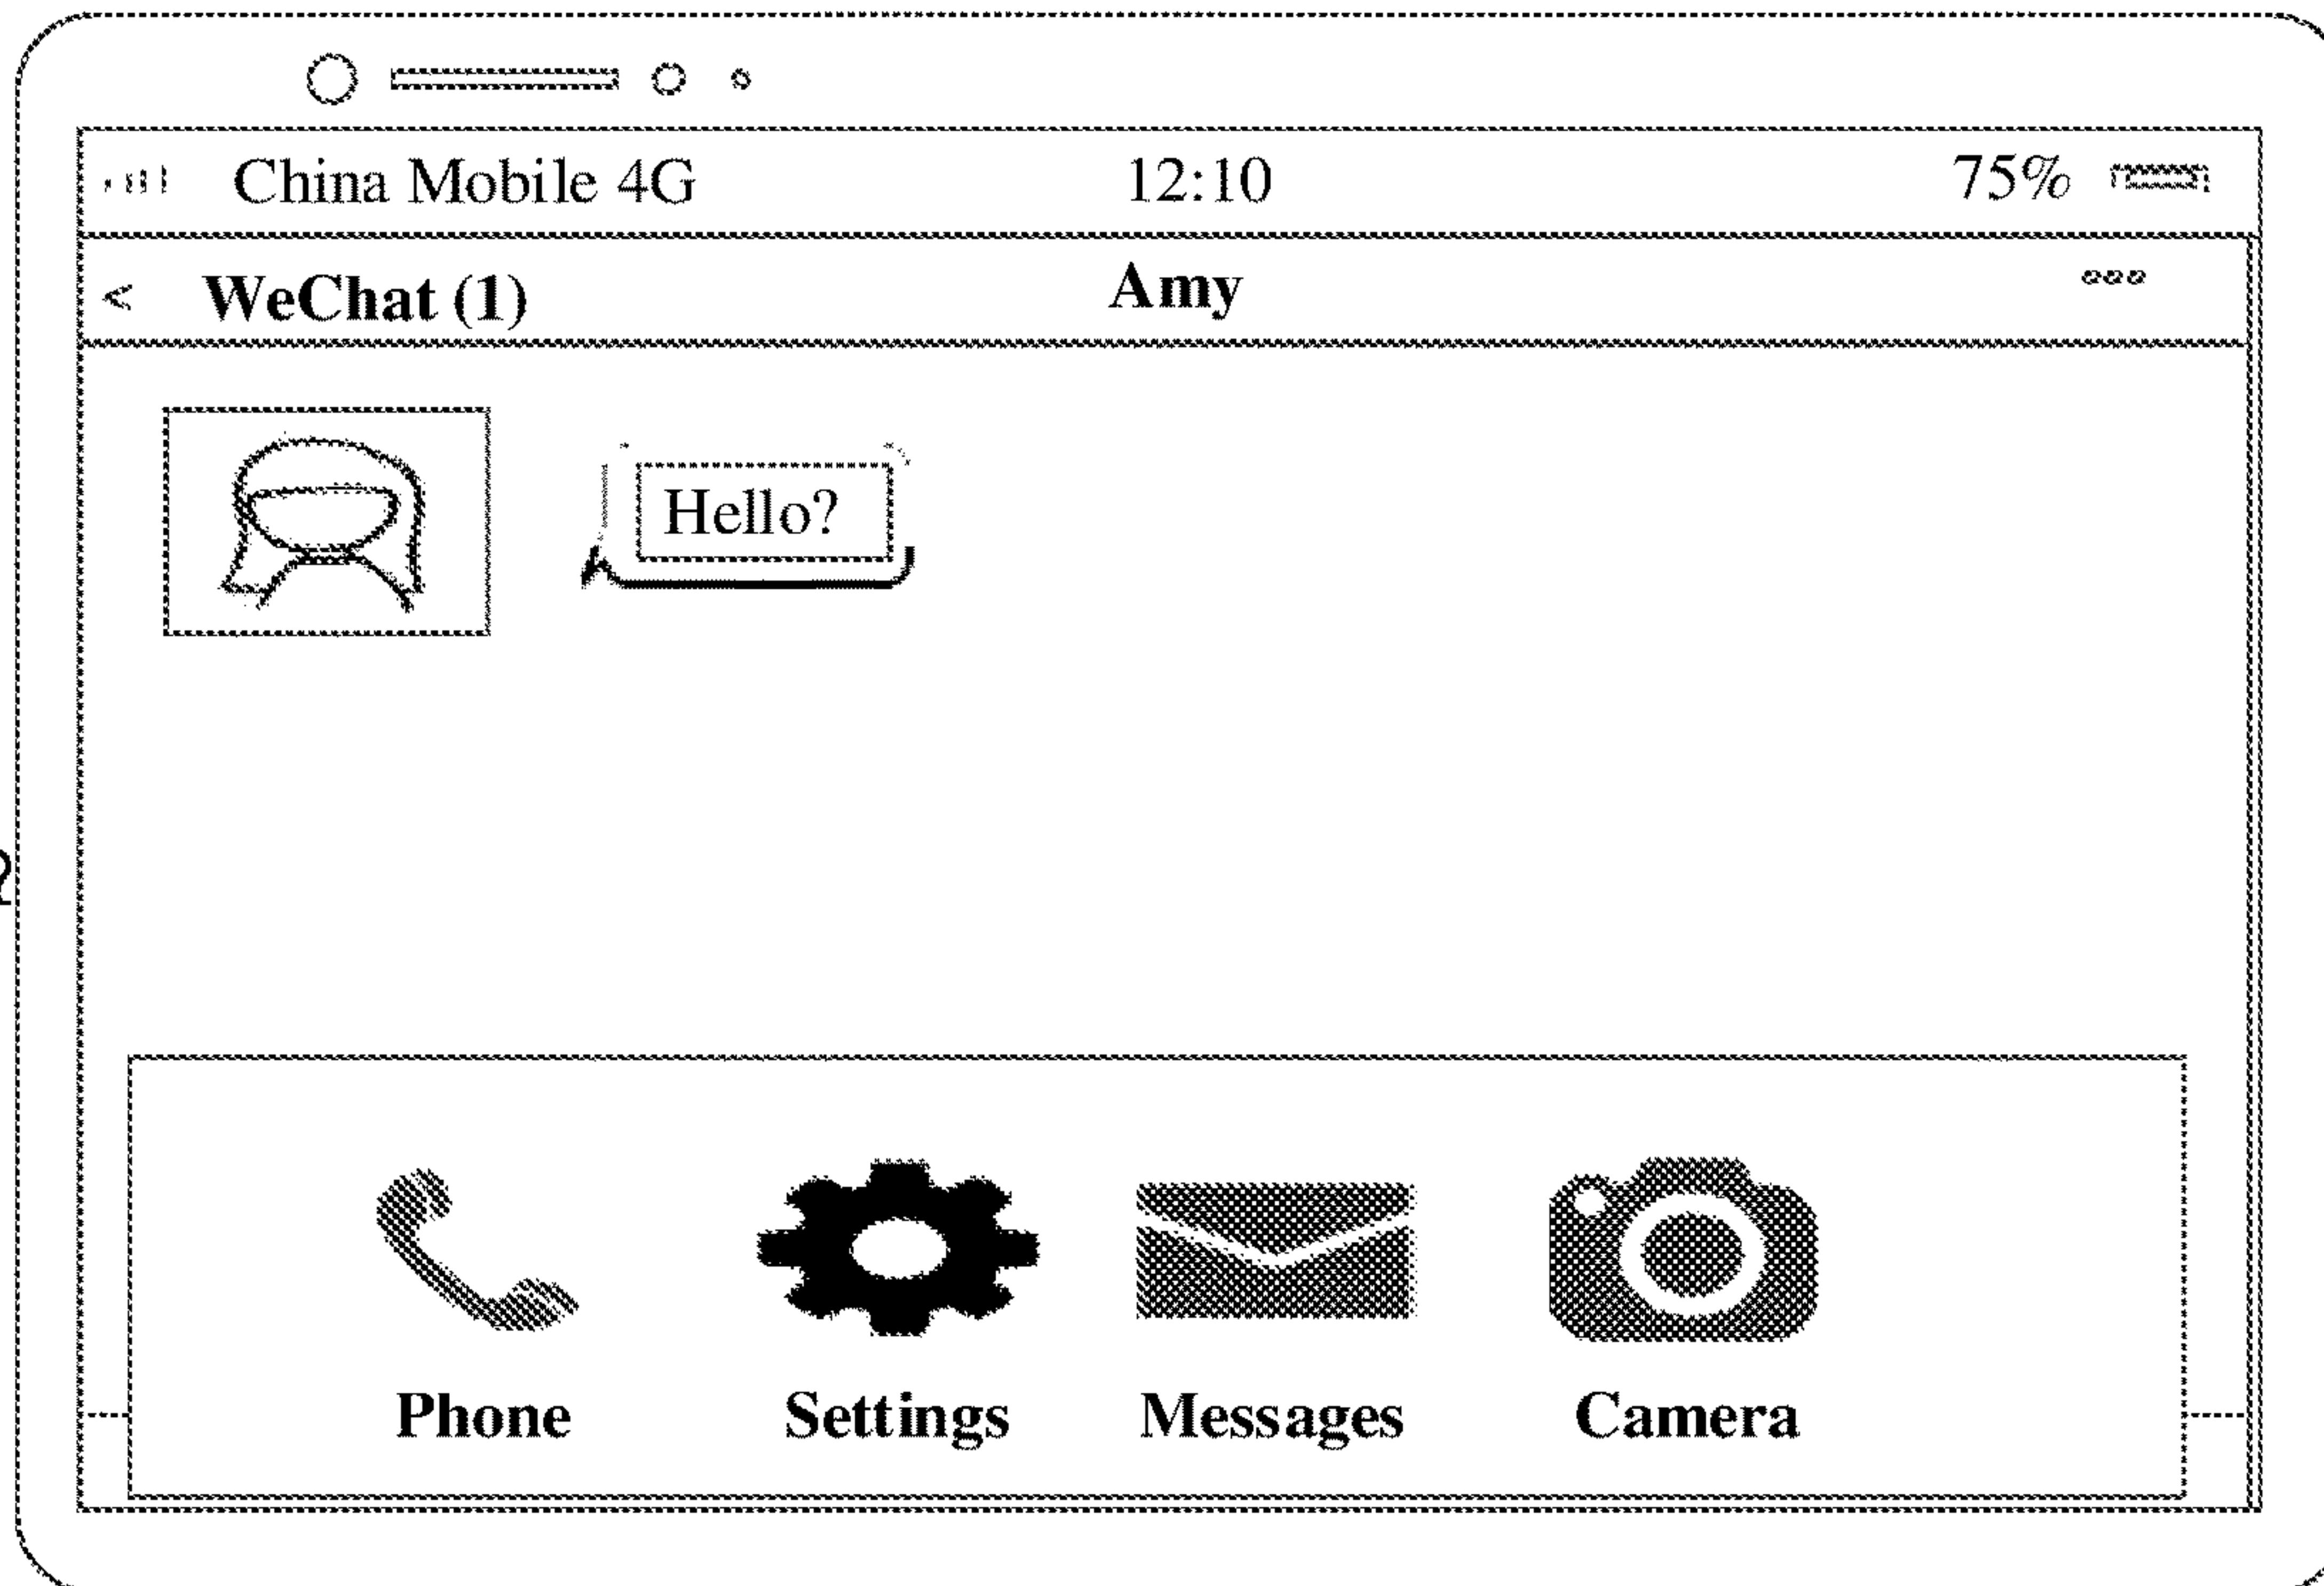 China Mobile 4G 12:10 75%
< WeChat (1) Amy
Hello?
Phone Settings Messages Camera